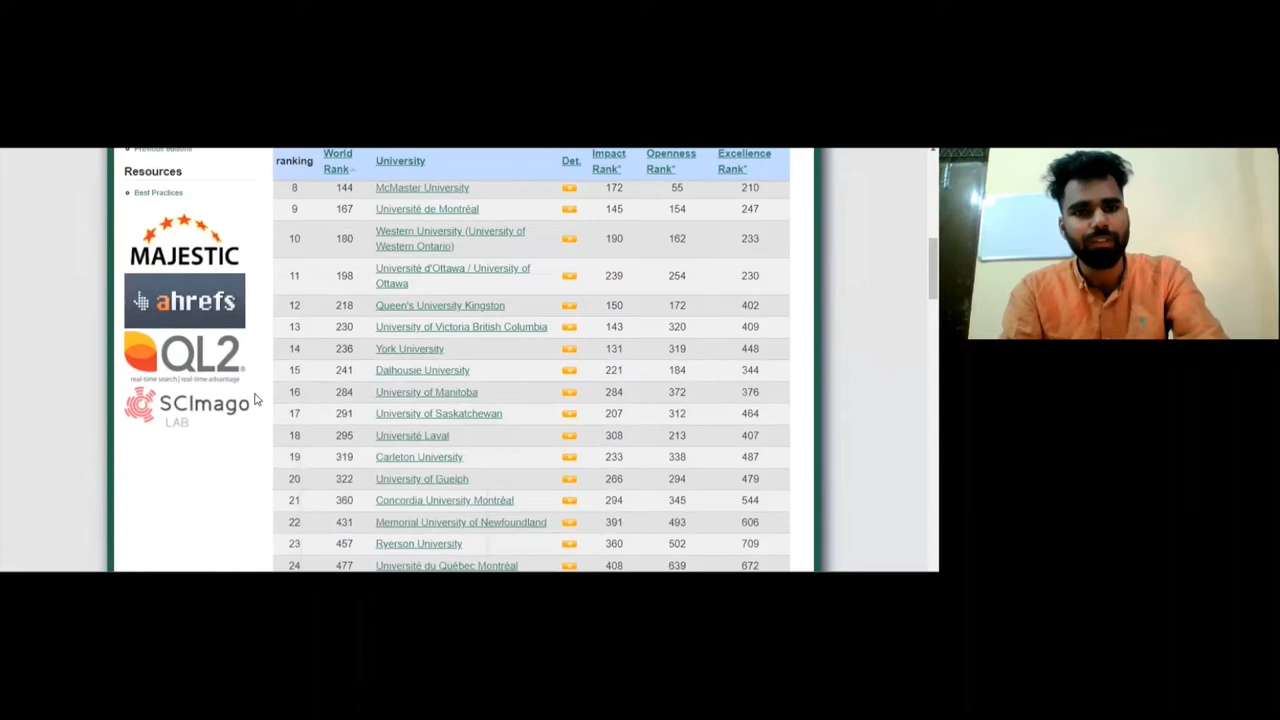 Previous editions
Resources
Best Practices
MAJESTIC
ahrefs
QL2
real-time search | real-time advantage
SCImago
LAB
ranking World Rank University Det. Impact Rank* Openness Rank* Excellence Rank*
8 144 McMaster University 172 55 210
9 167 Université de Montréal 145 154 247
10 180 Western University (University of Western Ontario) 190 162 233
11 198 Université d'Ottawa / University of Ottawa 239 254 230
12 218 Queen's University Kingston 150 172 402
13 230 University of Victoria British Columbia 143 320 409
14 236 York University 131 319 448
15 241 Dalhousie University 221 184 344
16 284 University of Manitoba 284 372 376
17 291 University of Saskatchewan 207 312 464
18 295 Université Laval 308 213 407
19 319 Carleton University 233 338 487
20 322 University of Guelph 266 294 479
21 360 Concordia University Montréal 294 345 544
22 431 Memorial University of Newfoundland 391 493 606
23 457 Ryerson University 360 502 709
24 477 Université du Québec Montréal 408 639 672